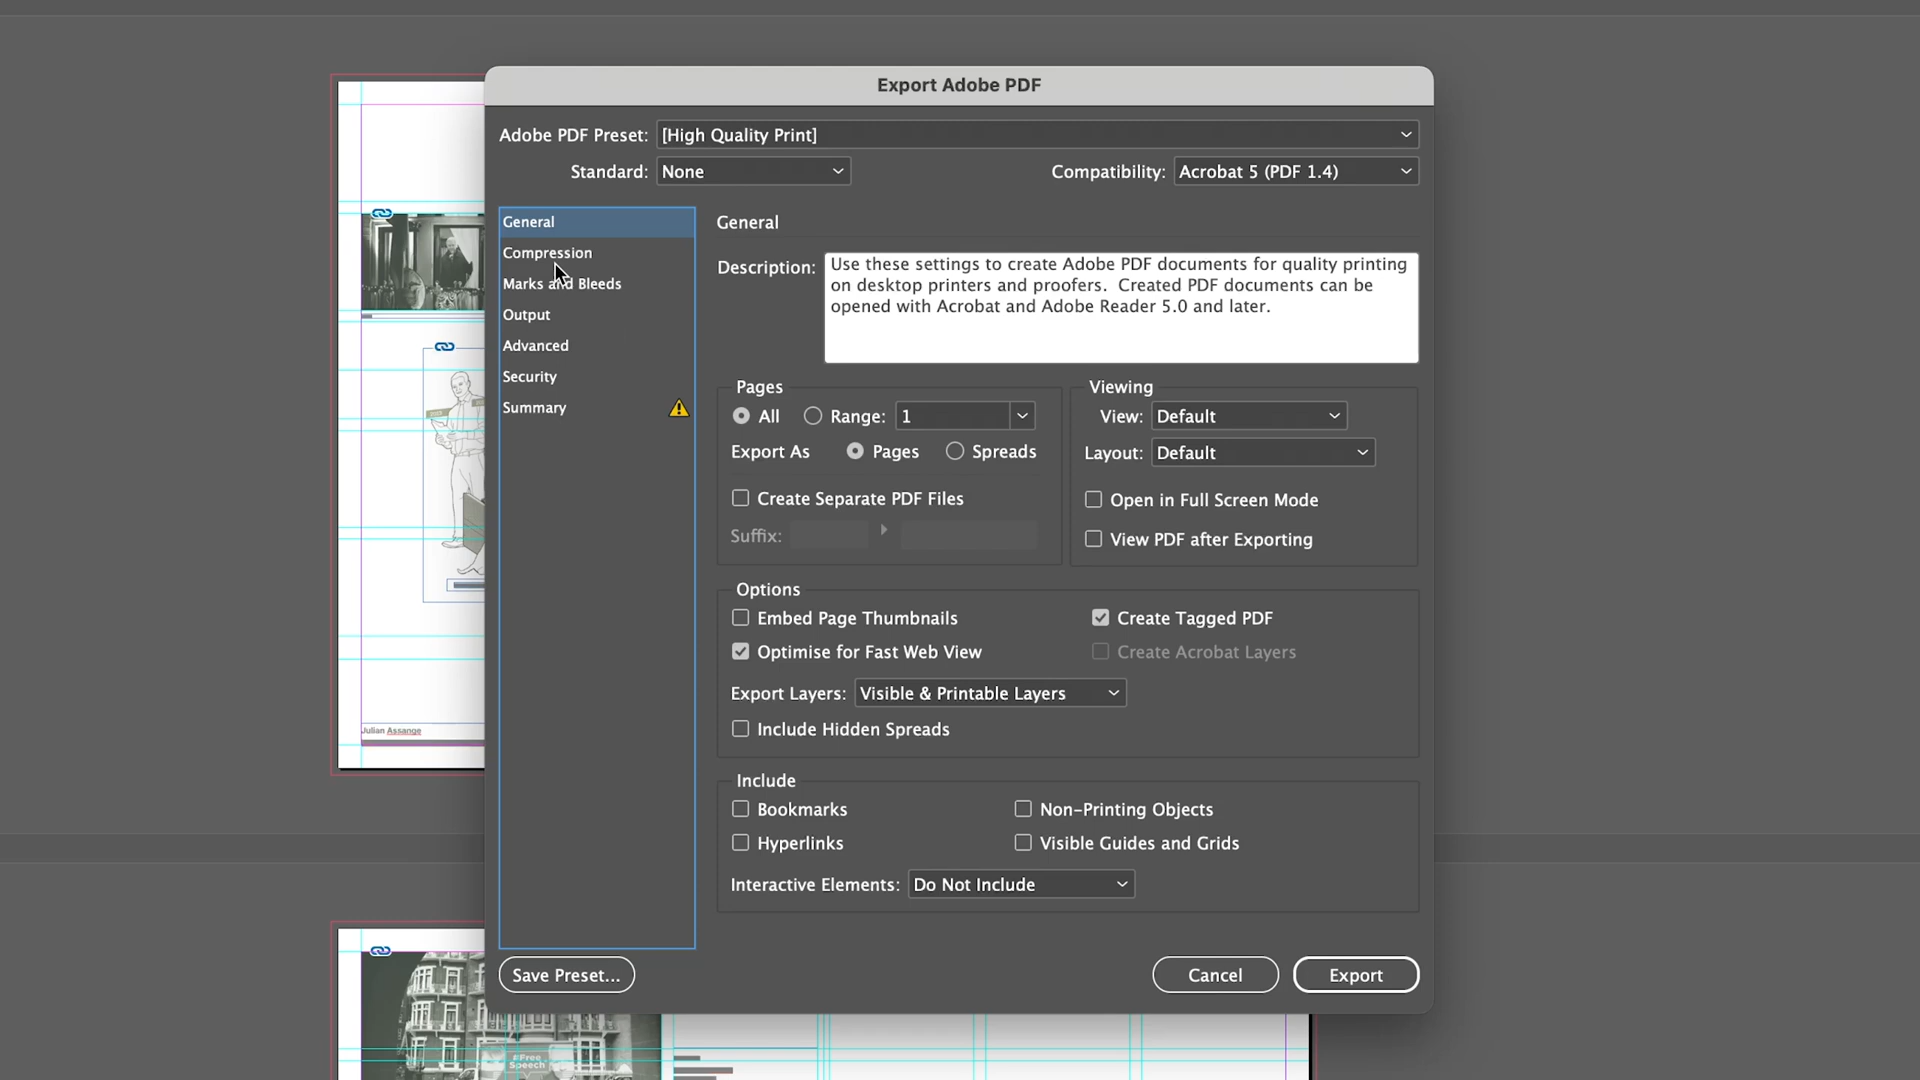 Export Adobe PDF
Adobe PDF Preset: [High Quality Print]
Standard: None
Compatibility: Acrobat 5 (PDF 1.4)
General
Compression
Marks and Bleeds
Output
Advanced
Security
Summary
General
Description: Use these settings to create Adobe PDF documents for quality printing
on desktop printers and proofers. Created PDF documents can be
opened with Acrobat and Adobe Reader 5.0 and later.
Pages
All Range: 1
Export As Pages Spreads
Create Separate PDF Files
Suffix:
Viewing
View: Default
Layout: Default
Open in Full Screen Mode
View PDF after Exporting
Options
Embed Page Thumbnails
Create Tagged PDF
Optimise for Fast Web View
Create Acrobat Layers
Export Layers: Visible & Printable Layers
Include Hidden Spreads
Include
Bookmarks
Non-Printing Objects
Hyperlinks
Visible Guides and Grids
Interactive Elements: Do Not Include
Save Preset...
Cancel
Export
Julian Assange
#Free
Speech